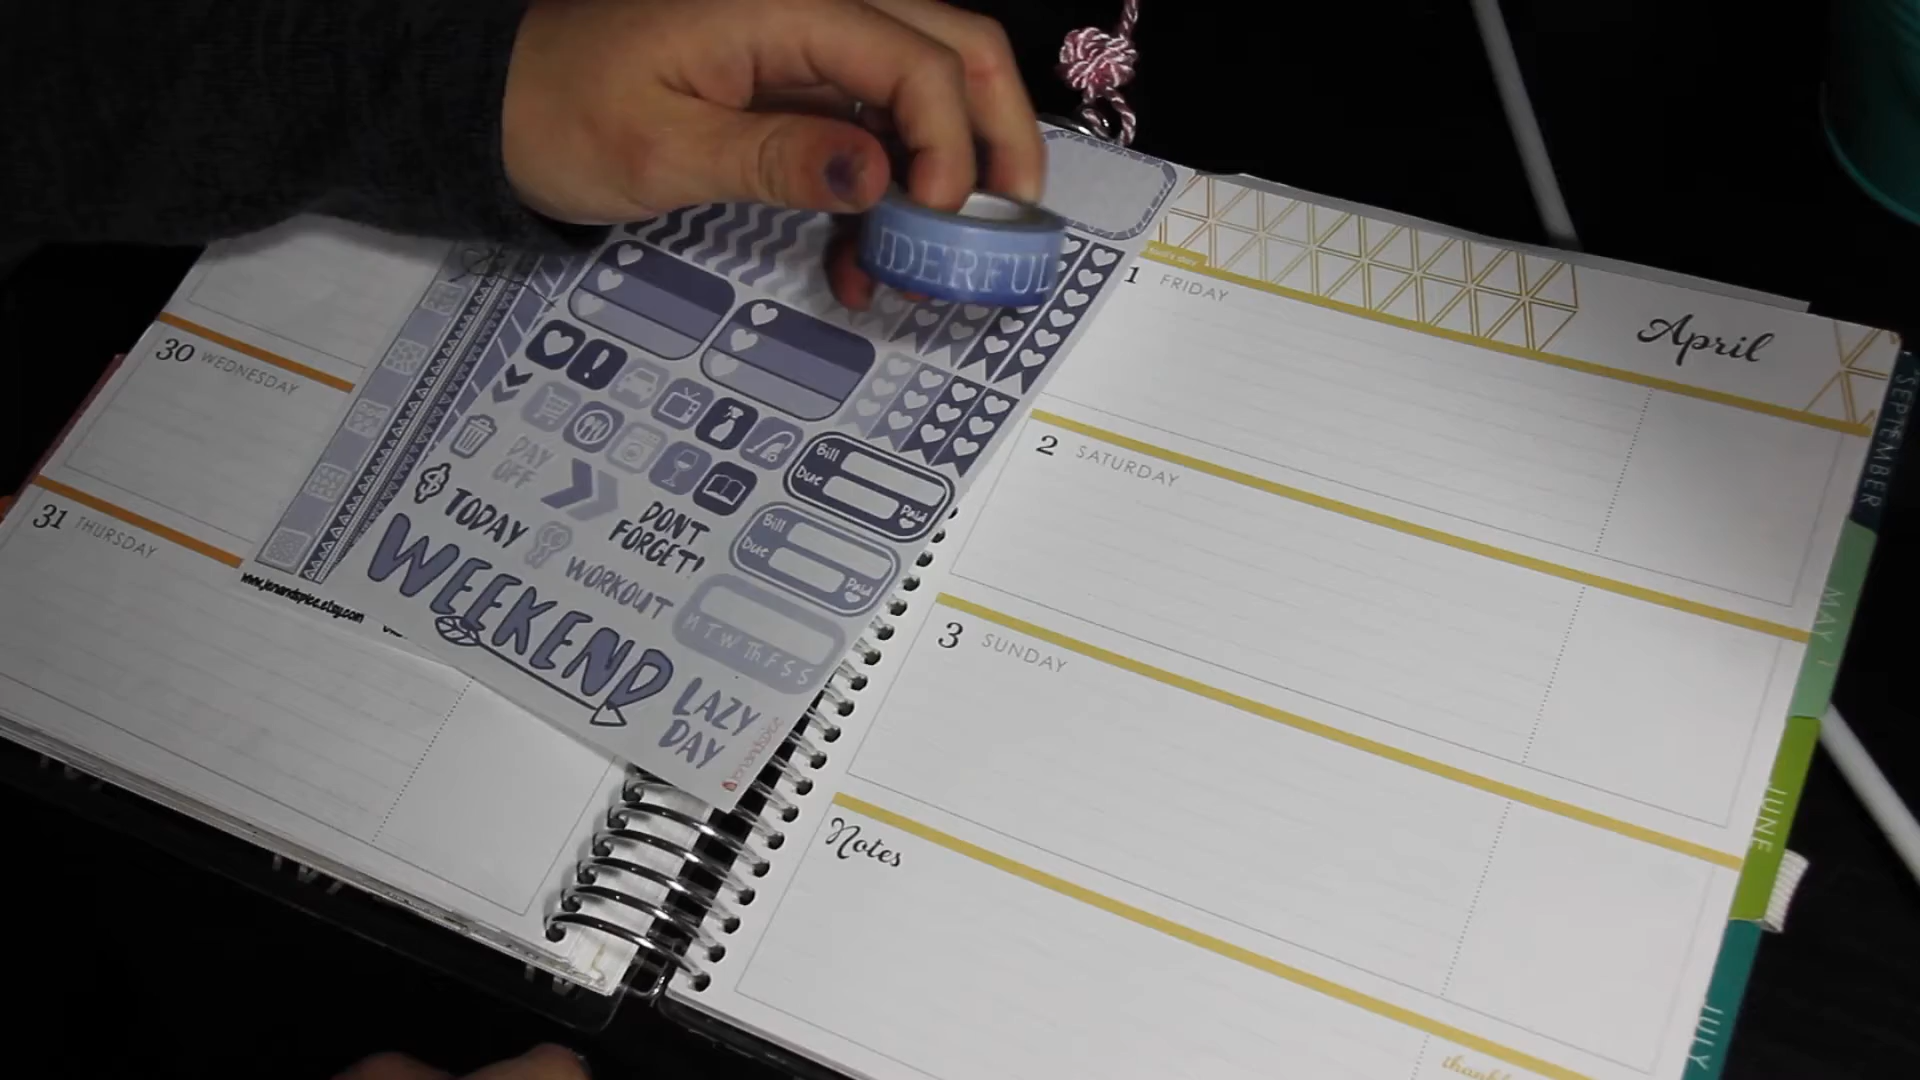 30 WEDNESDAY
31 THURSDAY
DERFUL
Bill
Due
Paid
Bill
Due
Paid
DAY
OFF
TODAY
DON'T
FORGET!
WORKOUT
WEEKEND
M T W Th F S S
LAZY
DAY
www.jenandspice.etsy.com
jenandspice
April
1 FRIDAY
2 SATURDAY
3 SUNDAY
Notes
SEPTEMBER
MAY
JUNE
JULY